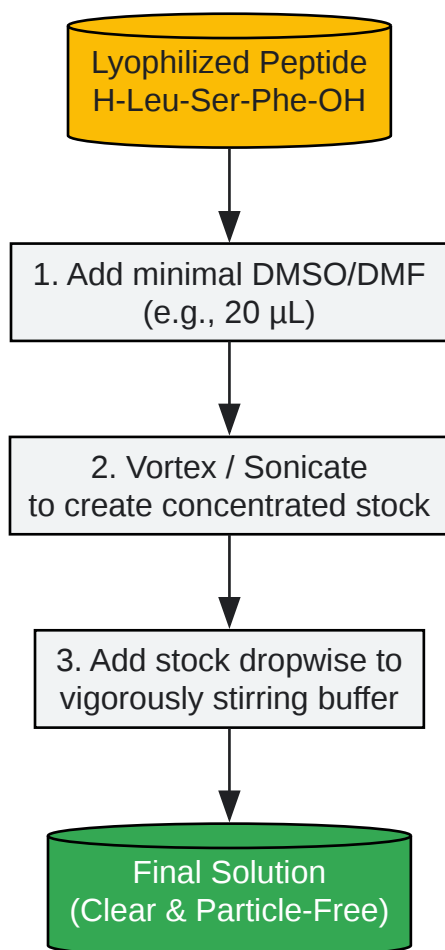 Lyophilized Peptide
H-Leu-Ser-Phe-OH
1. Add minimal DMSO/DMF
(e.g., 20 µL)
2. Vortex / Sonicate
to create concentrated stock
3. Add stock dropwise to
vigorously stirring buffer
Final Solution
(Clear & Particle-Free)